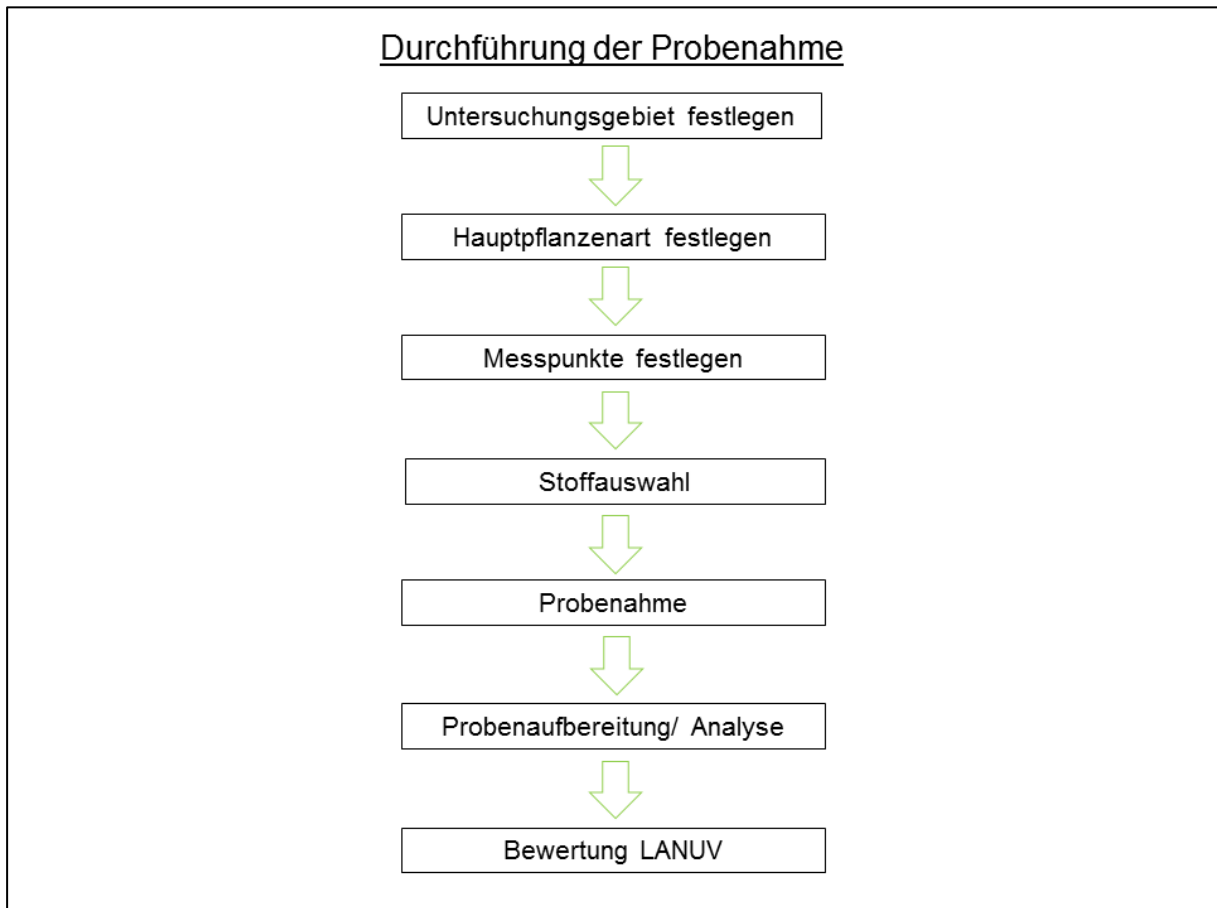 Durchführung der Probenahme
Untersuchungsgebiet festlegen
Hauptpflanzenart festlegen
Messpunkte festlegen
Stoffauswahl
Probenahme
Probenaufbereitung/ Analyse
Bewertung LANUV